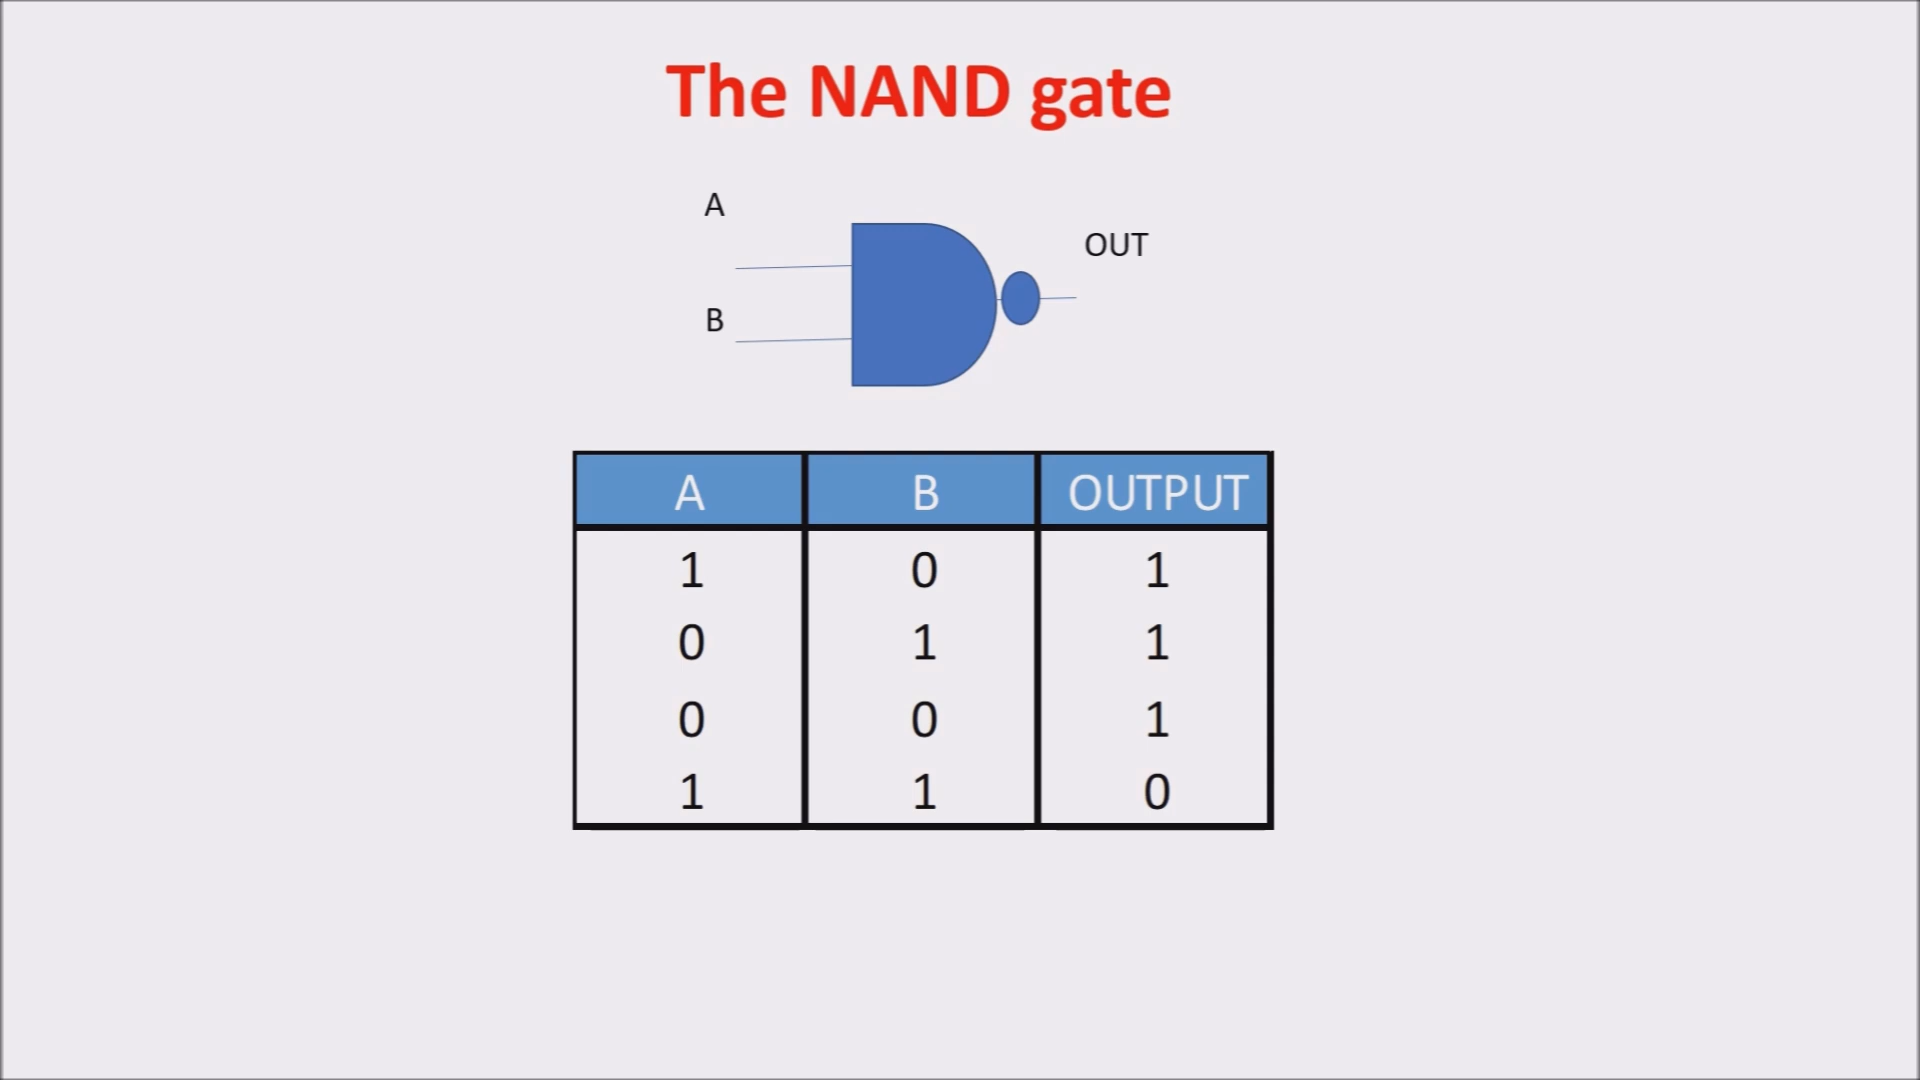 The NAND gate
A
OUT
B
A B OUTPUT
1 0 1
0 1 1
0 0 1
1 1 0